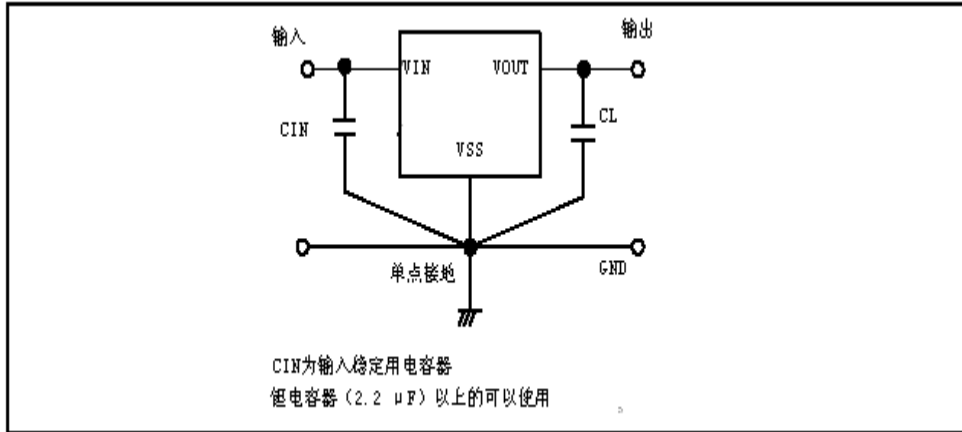 输入
输出
VIN
VOUT
CIN
CL
VSS
单点接地
GND
CIN为输入稳定用电容器
钽电容器(2.2 μF)以上的可以使用